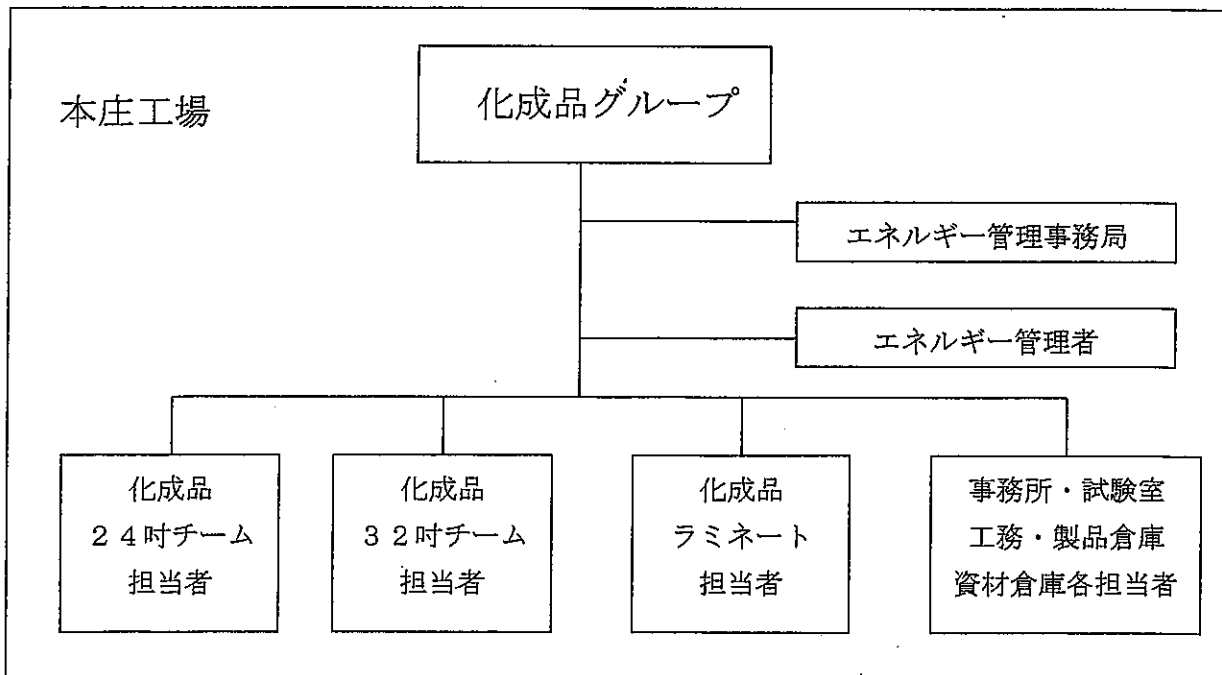 本庄工場
化成品グループ
エネルギー管理事務局
エネルギー管理者
化成品
２４吋チーム
担当者
化成品
３２吋チーム
担当者
化成品
ラミネート
担当者
事務所・試験室
工務・製品倉庫
資材倉庫各担当者